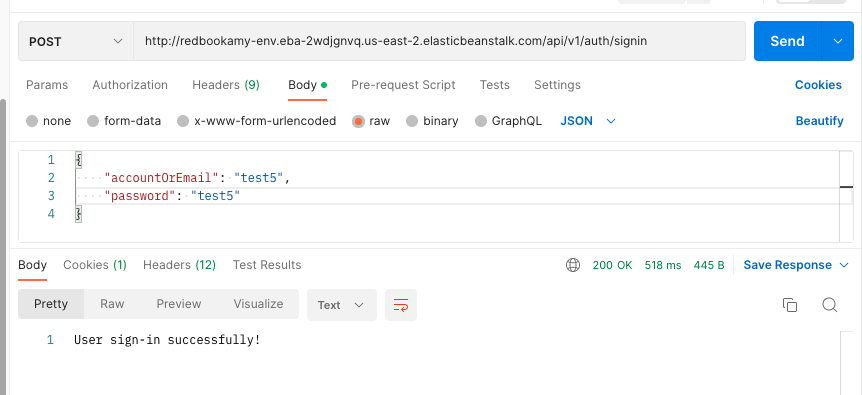 POST http://redbookamy-env.eba-2wdjgnvq.us-east-2.elasticbeanstalk.com/api/v1/auth/signin Send
Params Authorization Headers (9) Body Pre-request Script Tests Settings Cookies
none form-data x-www-form-urlencoded raw binary GraphQL JSON Beautify
1 {
2 "accountOrEmail": "test5",
3 "password": "test5"
4 }
Body Cookies (1) Headers (12) Test Results 200 OK 518 ms 445 B Save Response
Pretty Raw Preview Visualize Text
1 User sign-in successfully!